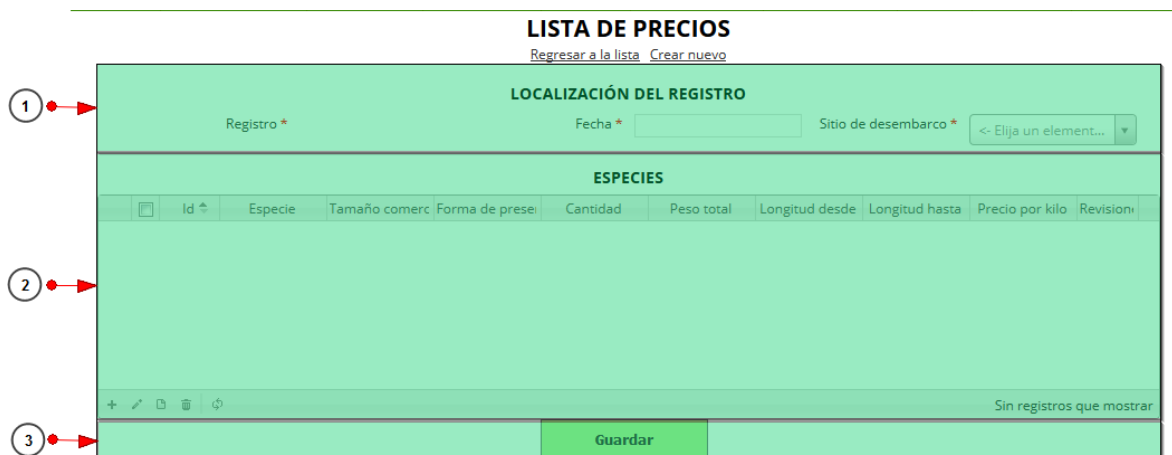 LISTA DE PRECIOS
Regresar a la lista Crear nuevo
1
LOCALIZACIÓN DEL REGISTRO
Registro * Fecha * Sitio de desembarco * <- Elija un element...
ESPECIES
Id Especie Tamaño comerc Forma de prese Cantidad Peso total Longitud desde Longitud hasta Precio por kilo Revision
2
Sin registros que mostrar
3
Guardar